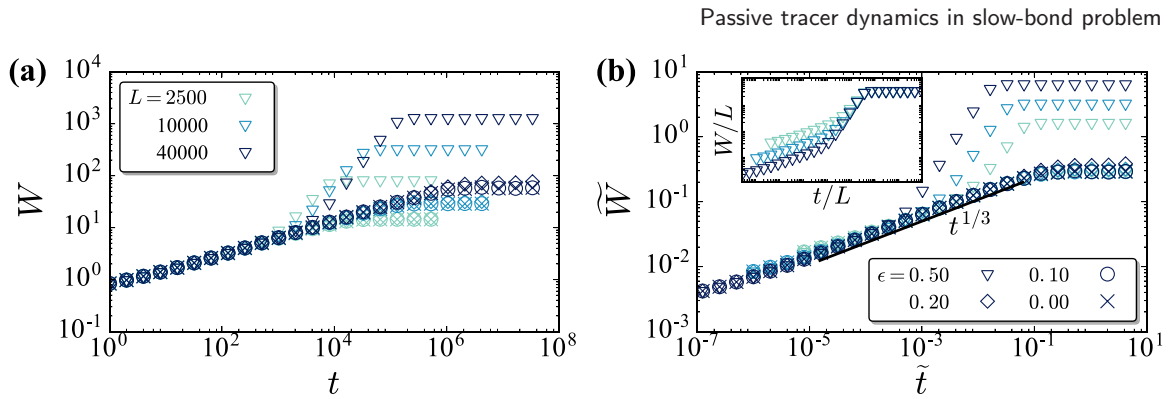 Passive tracer dynamics in slow-bond problem
(a)
W
10^4
10^3
10^2
10^1
10^0
10^-1
L = 2500
10000
40000
10^0 10^2 10^4 10^6 10^8
t
(b)
W̃
10^1
10^0
10^-1
10^-2
10^-3
W/L
t/L
t^1/3
ϵ = 0.50 0.10
0.20 0.00
10^-7 10^-5 10^-3 10^-1 10^1
t̃